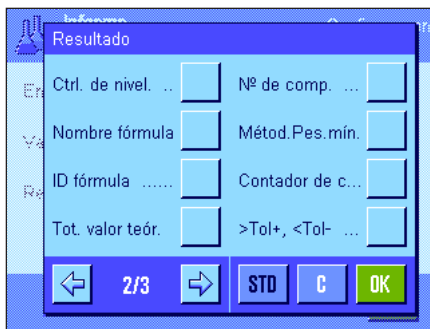 Informe
Resultado
Ctrl. de nivel. ..
Nº de comp. ...
Nombre fórmula
Métod.Pes.mín.
ID fórmula ......
Contador de c...
Tot. valor teór.
>Tol+, <Tol- ...
2/3
STD
C
OK